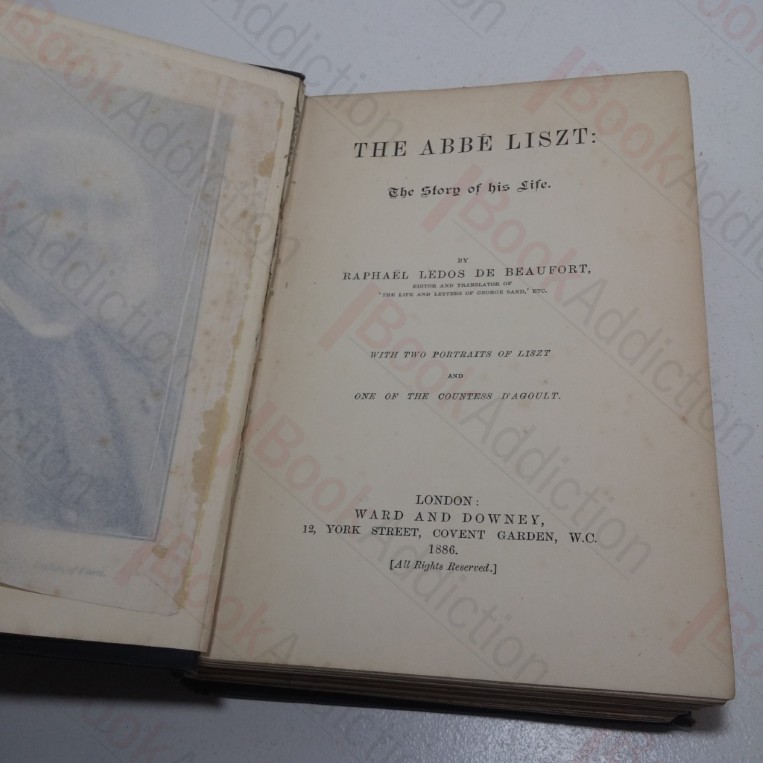 THE ABBÉ LISZT:
The Story of his Life.
BY
RAPHAËL LEDOS DE BEAUFORT,
EDITOR AND TRANSLATOR OF
'THE LIFE AND LETTERS OF GEORGE SAND,' ETC.
WITH TWO PORTRAITS OF LISZT
AND
ONE OF THE COUNTESS D'AGOULT.
LONDON:
WARD AND DOWNEY,
12, YORK STREET, COVENT GARDEN, W.C.
1886.
[All Rights Reserved.]
BookAddiction